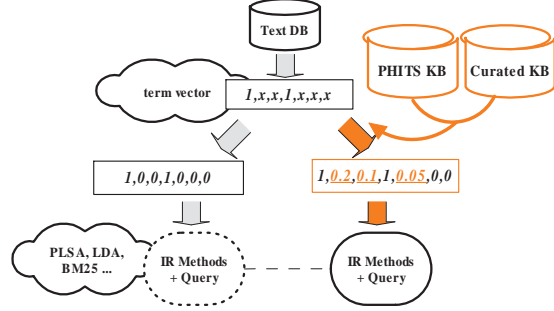 Text DB
PHITS KB
Curated KB
term vector
1,x,x,1,x,x,x
1,0,0,1,0,0,0
1,0.2,0.1,1,0.05,0,0
PLSA, LDA,
BM25 ...
IR Methods
+ Query
IR Methods
+ Query